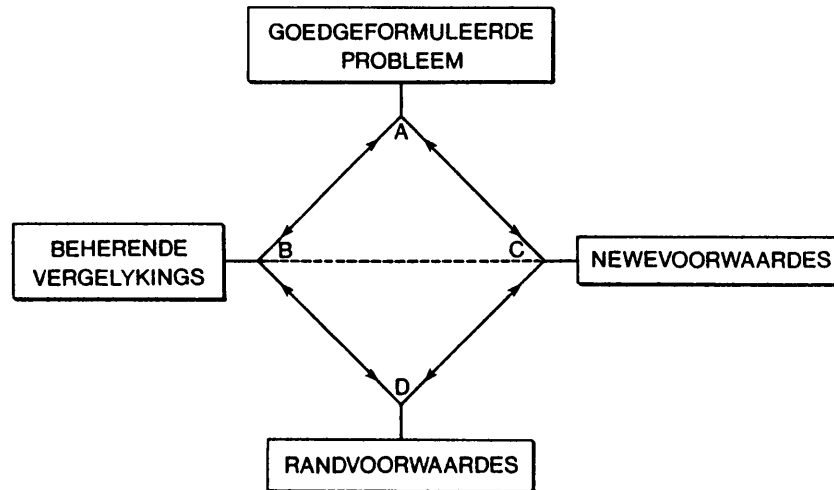 GOEDGEFORMULEERDE
PROBLEEM
A
BEHERENDE
VERGELYKINGS
B
C
NEWEVOORWAARDES
D
RANDVOORWAARDES